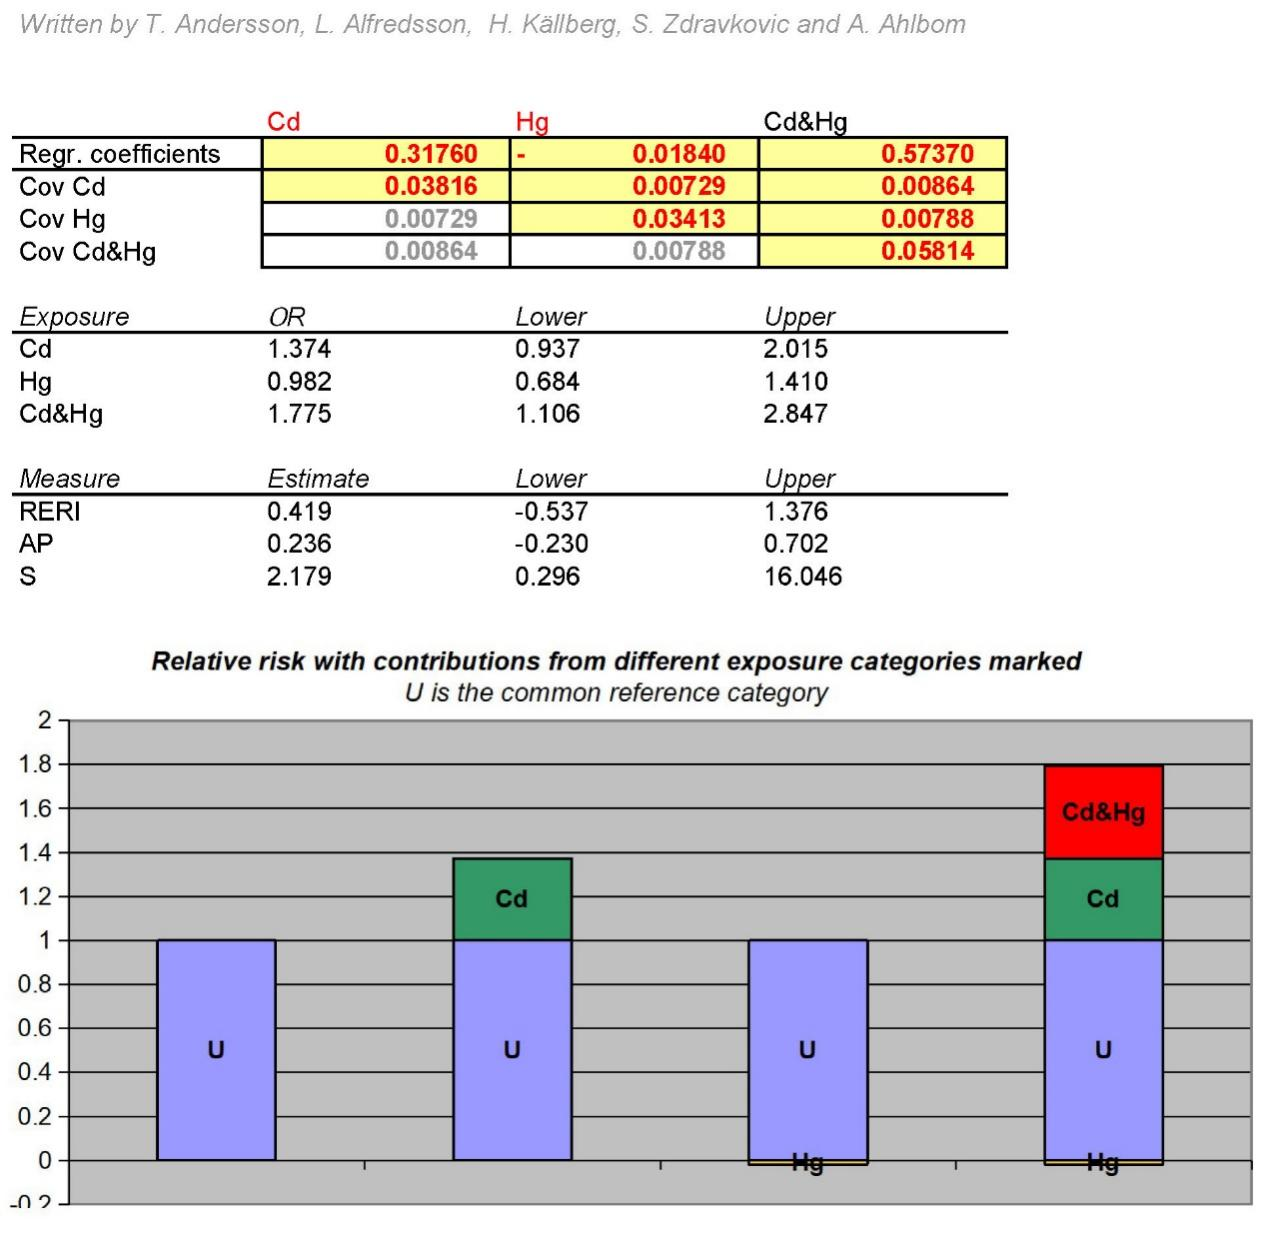 Written by T. Andersson, L. Alfredsson, H. Källberg, S. Zdravkovic and A. Ahlbom
Cd Hg Cd&Hg
Regr. coefficients 0.31760 - 0.01840 0.57370
Cov Cd 0.03816 0.00729 0.00864
Cov Hg 0.00729 0.03413 0.00788
Cov Cd&Hg 0.00864 0.00788 0.05814
Exposure OR Lower Upper
Cd 1.374 0.937 2.015
Hg 0.982 0.684 1.410
Cd&Hg 1.775 1.106 2.847
Measure Estimate Lower Upper
RERI 0.419 -0.537 1.376
AP 0.236 -0.230 0.702
S 2.179 0.296 16.046
Relative risk with contributions from different exposure categories marked
U is the common reference category
2
1.8
Cd&Hg
1.6
1.4
1.2
Cd Cd
1
0.8
0.6
U U U U
0.4
0.2
0
Hg Hg
-0.2